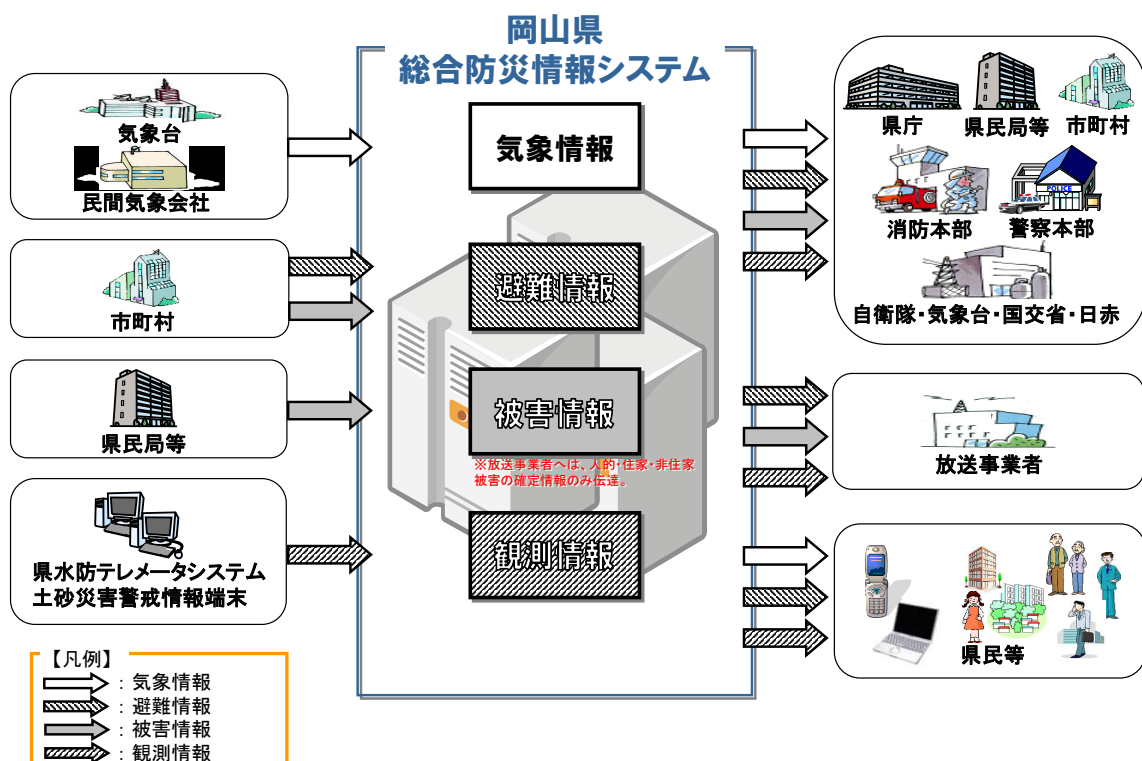 岡山県
総合防災情報システム
気象台
民間気象会社
市町村
県民局等
県水防テレメータシステム
土砂災害警戒情報端末
気象情報
避難情報
被害情報
※放送事業者へは、人的・住家・非住家
被害の確定情報のみ伝達。
観測情報
県庁
県民局等
市町村
消防本部
POLICE
警察本部
自衛隊・気象台・国交省・日赤
放送事業者
県民等
【凡例】
：気象情報
：避難情報
：被害情報
：観測情報